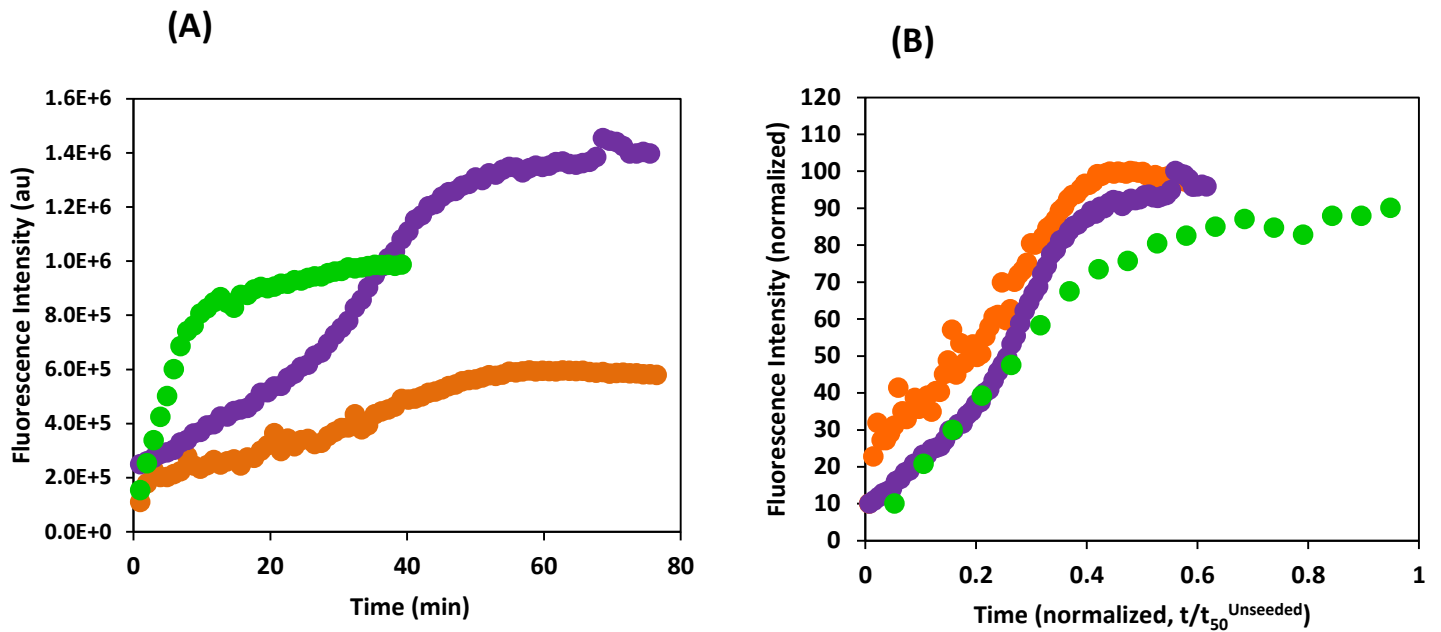 (A)
Fluorescence Intensity (au)
1.6E+6
1.4E+6
1.2E+6
1.0E+6
8.0E+5
6.0E+5
4.0E+5
2.0E+5
0.0E+0
0 20 40 60 80
Time (min)
(B)
Fluorescence Intensity (normalized)
120
110
100
90
80
70
60
50
40
30
20
10
0
0 0.2 0.4 0.6 0.8 1
Time (normalized, t/t50Unseeded)